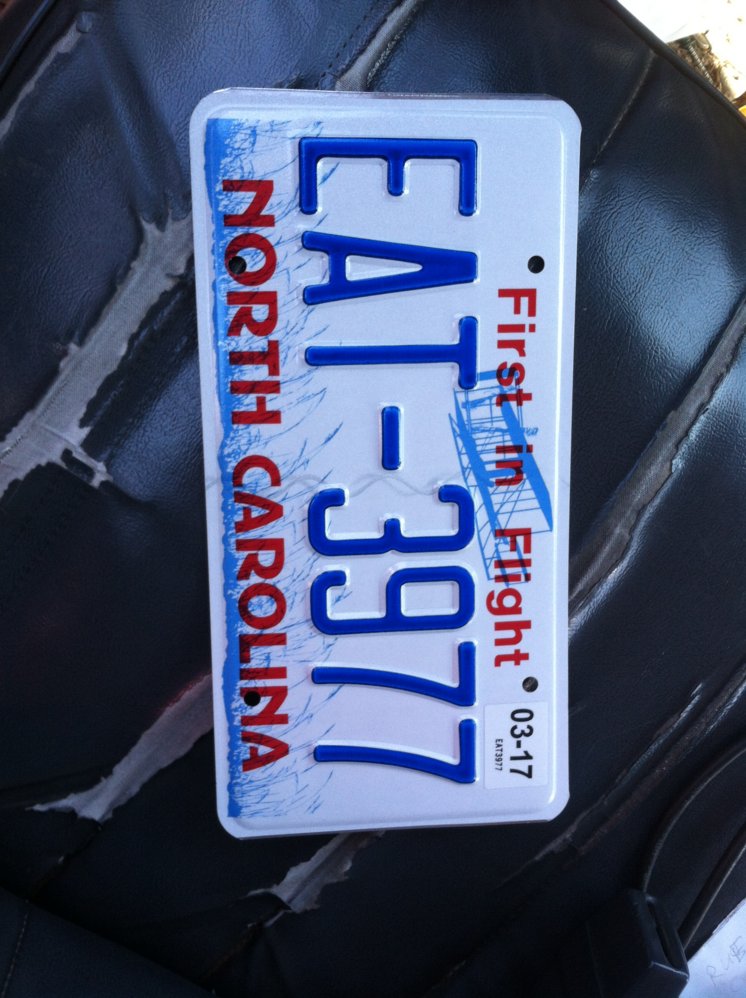 First in Flight
EAT-3977
03-17
EAT3977
NORTH CAROLINA